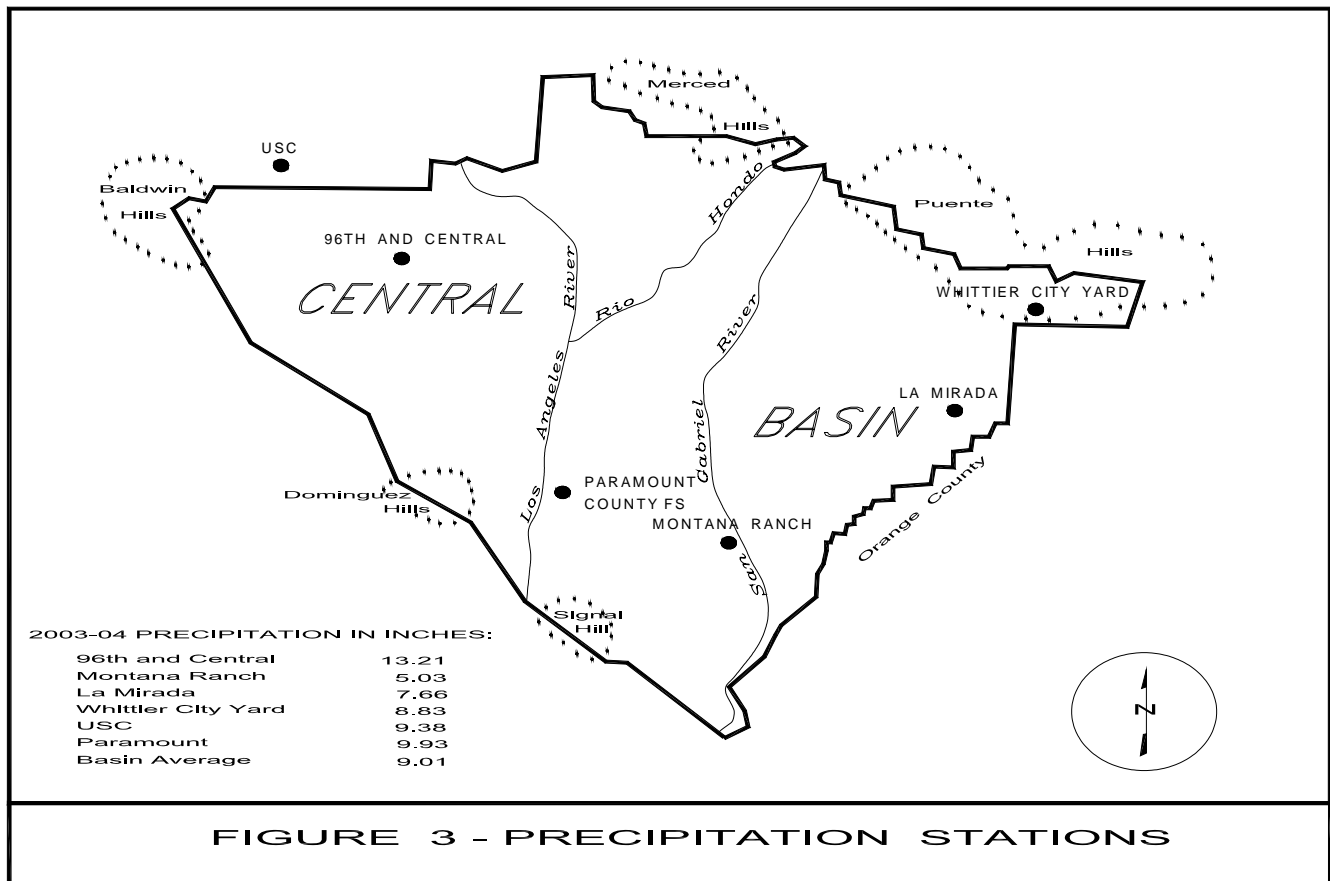 Merced
Hills
USC
Baldwin
Hills
Puente
Hills
Hondo
Rio
96TH AND CENTRAL
CENTRAL
River
Angeles
Los
River
Gabriel
San
WHITTIER CITY YARD
LA MIRADA
BASIN
Orange County
PARAMOUNT
COUNTY FS
MONTANA RANCH
Dominguez
Hills
Signal
Hill
2003-04 PRECIPITATION IN INCHES:
96th and Central 13.21
Montana Ranch 5.03
La Mirada 7.66
Whittier City Yard 8.83
USC 9.38
Paramount 9.93
Basin Average 9.01
N
FIGURE 3 - PRECIPITATION STATIONS